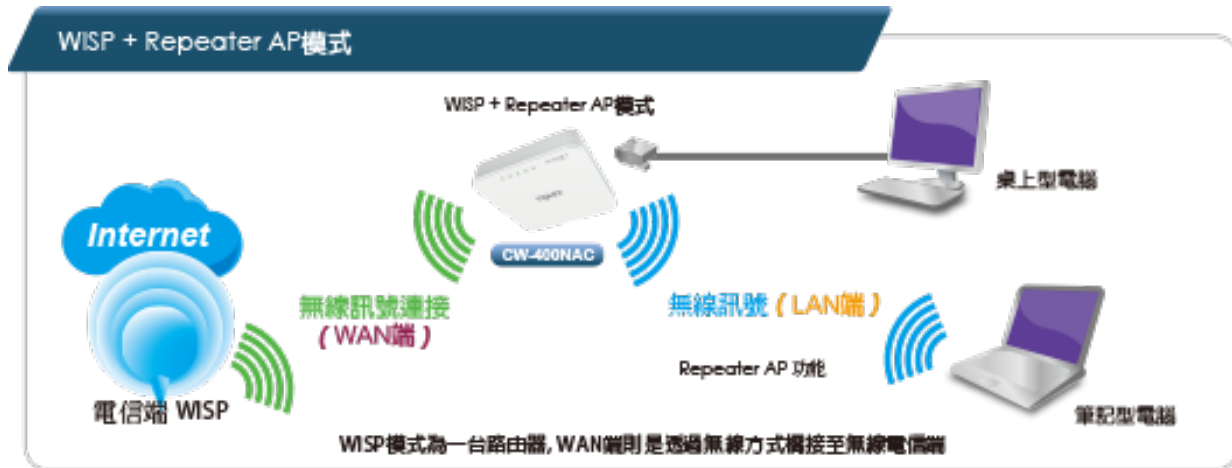 WISP + Repeater AP模式
WISP + Repeater AP模式
桌上型電腦
Internet
CW-400NAC
無線訊號連接
(WAN端)
無線訊號(LAN端)
Repeater AP 功能
電信端 WISP
筆記型電腦
WISP模式為一台路由器, WAN端則是透過無線方式橋接至無線電信端